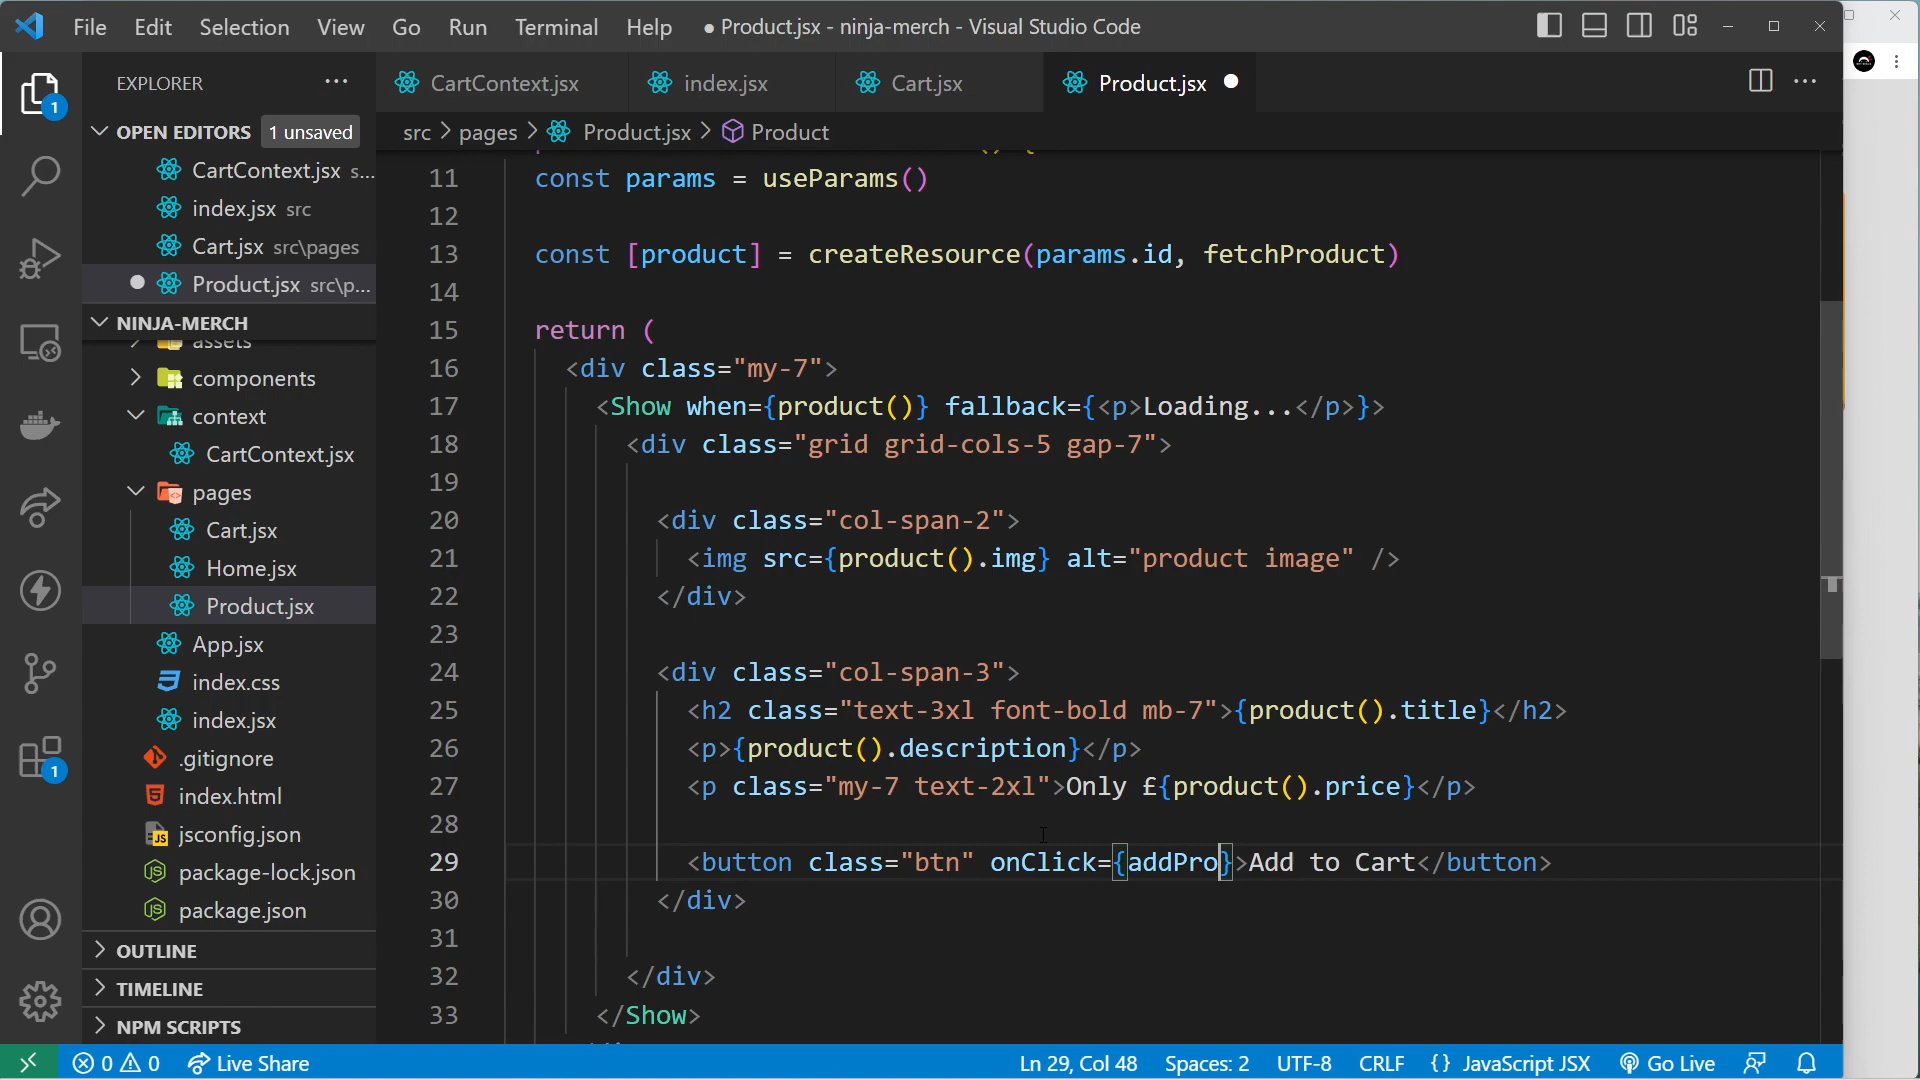 File Edit Selection View Go Run Terminal Help ● Product.jsx - ninja-merch - Visual Studio Code
EXPLORER
CartContext.jsx index.jsx Cart.jsx Product.jsx
OPEN EDITORS 1 unsaved
src > pages > Product.jsx > Product
CartContext.jsx s...
index.jsx src
Cart.jsx src\pages
Product.jsx src\p...
NINJA-MERCH
assets
components
context
CartContext.jsx
pages
Cart.jsx
Home.jsx
Product.jsx
App.jsx
index.css
index.jsx
.gitignore
index.html
jsconfig.json
package-lock.json
package.json
OUTLINE
TIMELINE
NPM SCRIPTS
11 const params = useParams()
12
13 const [product] = createResource(params.id, fetchProduct)
14
15 return (
16 <div class="my-7">
17 <Show when={product()} fallback={<p>Loading...</p>}>
18 <div class="grid grid-cols-5 gap-7">
19
20 <div class="col-span-2">
21 <img src={product().img} alt="product image" />
22 </div>
23
24 <div class="col-span-3">
25 <h2 class="text-3xl font-bold mb-7">{product().title}</h2>
26 <p>{product().description}</p>
27 <p class="my-7 text-2xl">Only £{product().price}</p>
28
29 <button class="btn" onClick={addPro}>Add to Cart</button>
30 </div>
31
32 </div>
33 </Show>
0 0 Live Share Ln 29, Col 48 Spaces: 2 UTF-8 CRLF {} JavaScript JSX Go Live
1
1